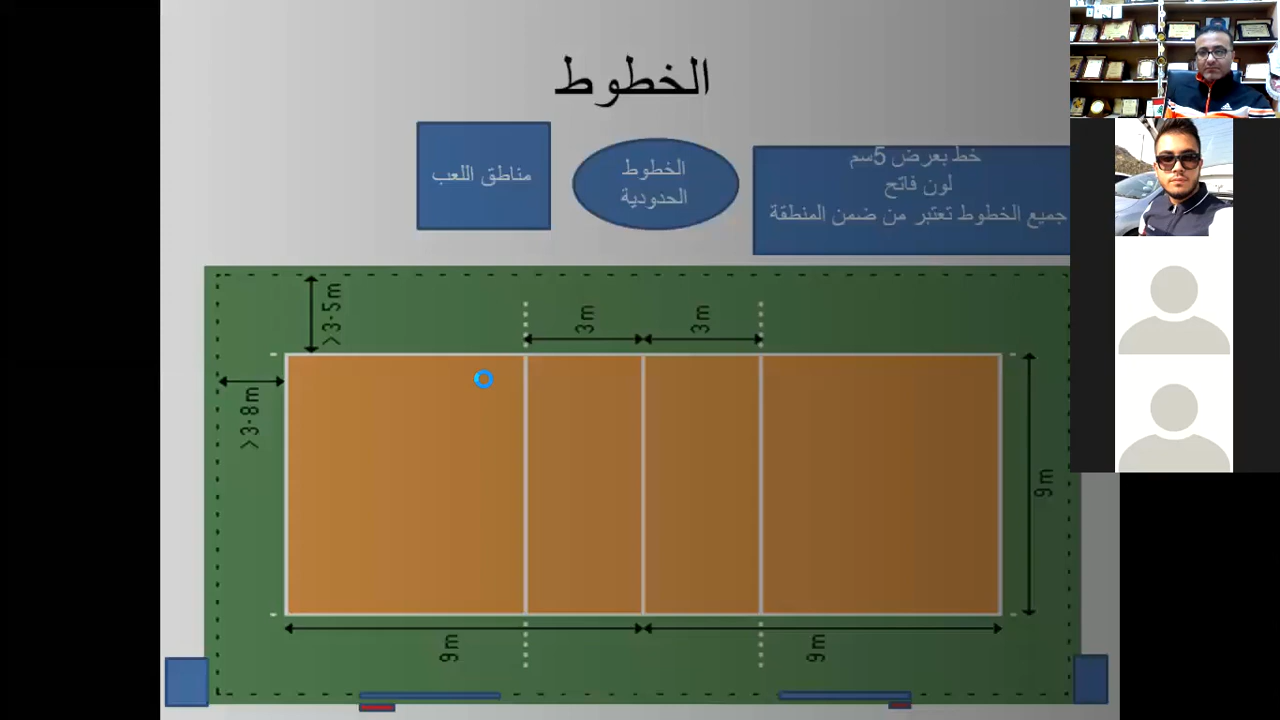 الخطوط
خط بعرض 5سم
لون فاتح
جميع الخطوط تعتبر من ضمن المنطقة
الخطوط
الحدودية
مناطق اللعب
>3-5m
3m
3m
>3-8m
9m
9m
9m